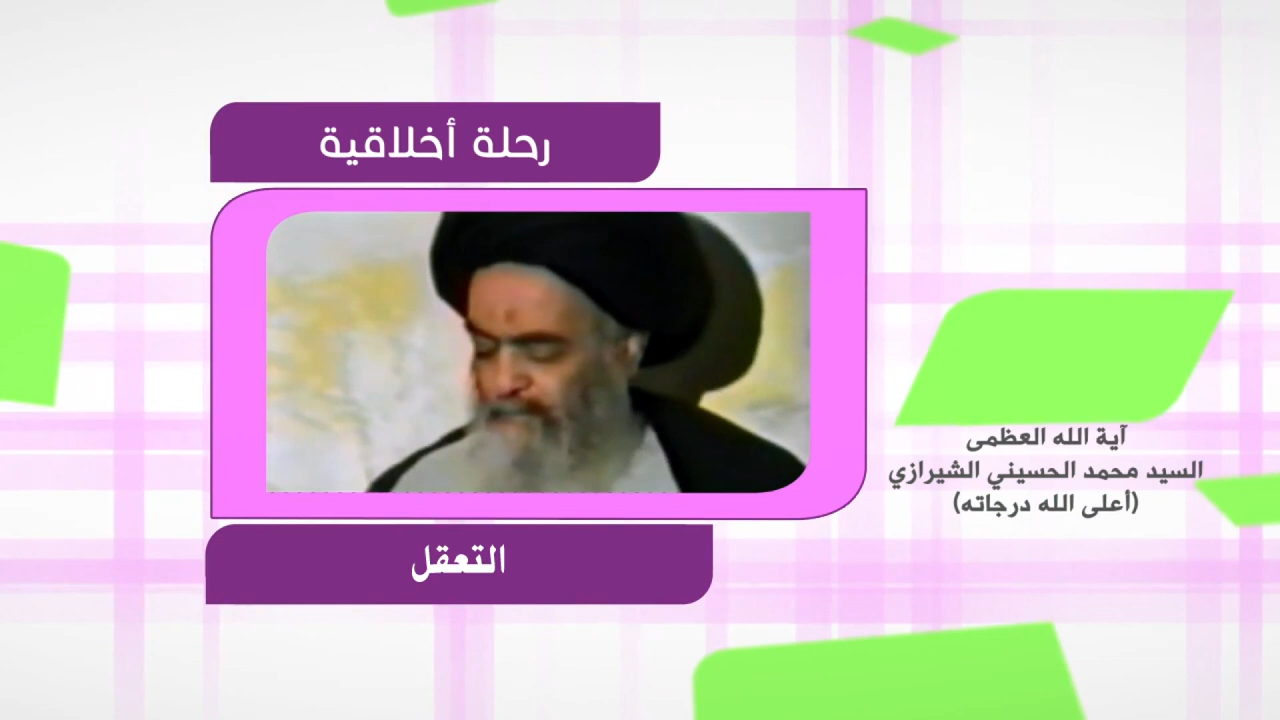 رحلة أخلاقية
آية الله العظمى
السيد محمد الحسيني الشيرازي
(أعلى الله درجاته)
التعقل